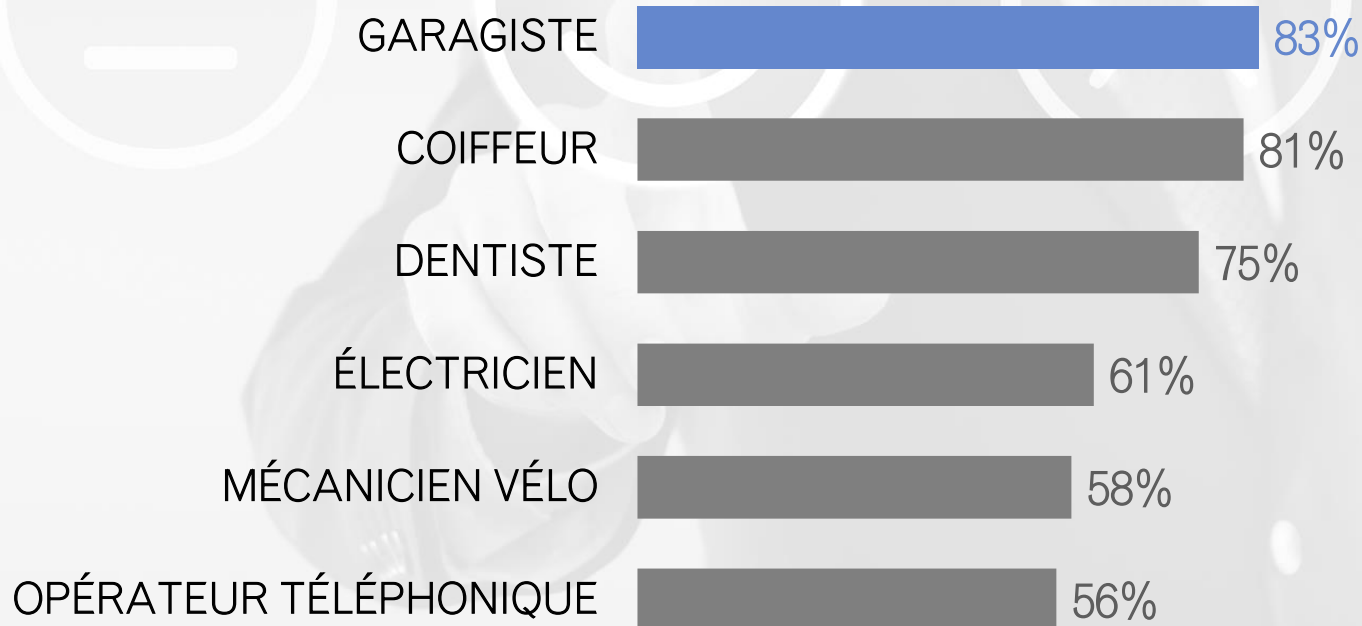 GARAGISTE 83%
COIFFEUR 81%
DENTISTE 75%
ÉLECTRICIEN 61%
MÉCANICIEN VÉLO 58%
OPÉRATEUR TÉLÉPHONIQUE 56%